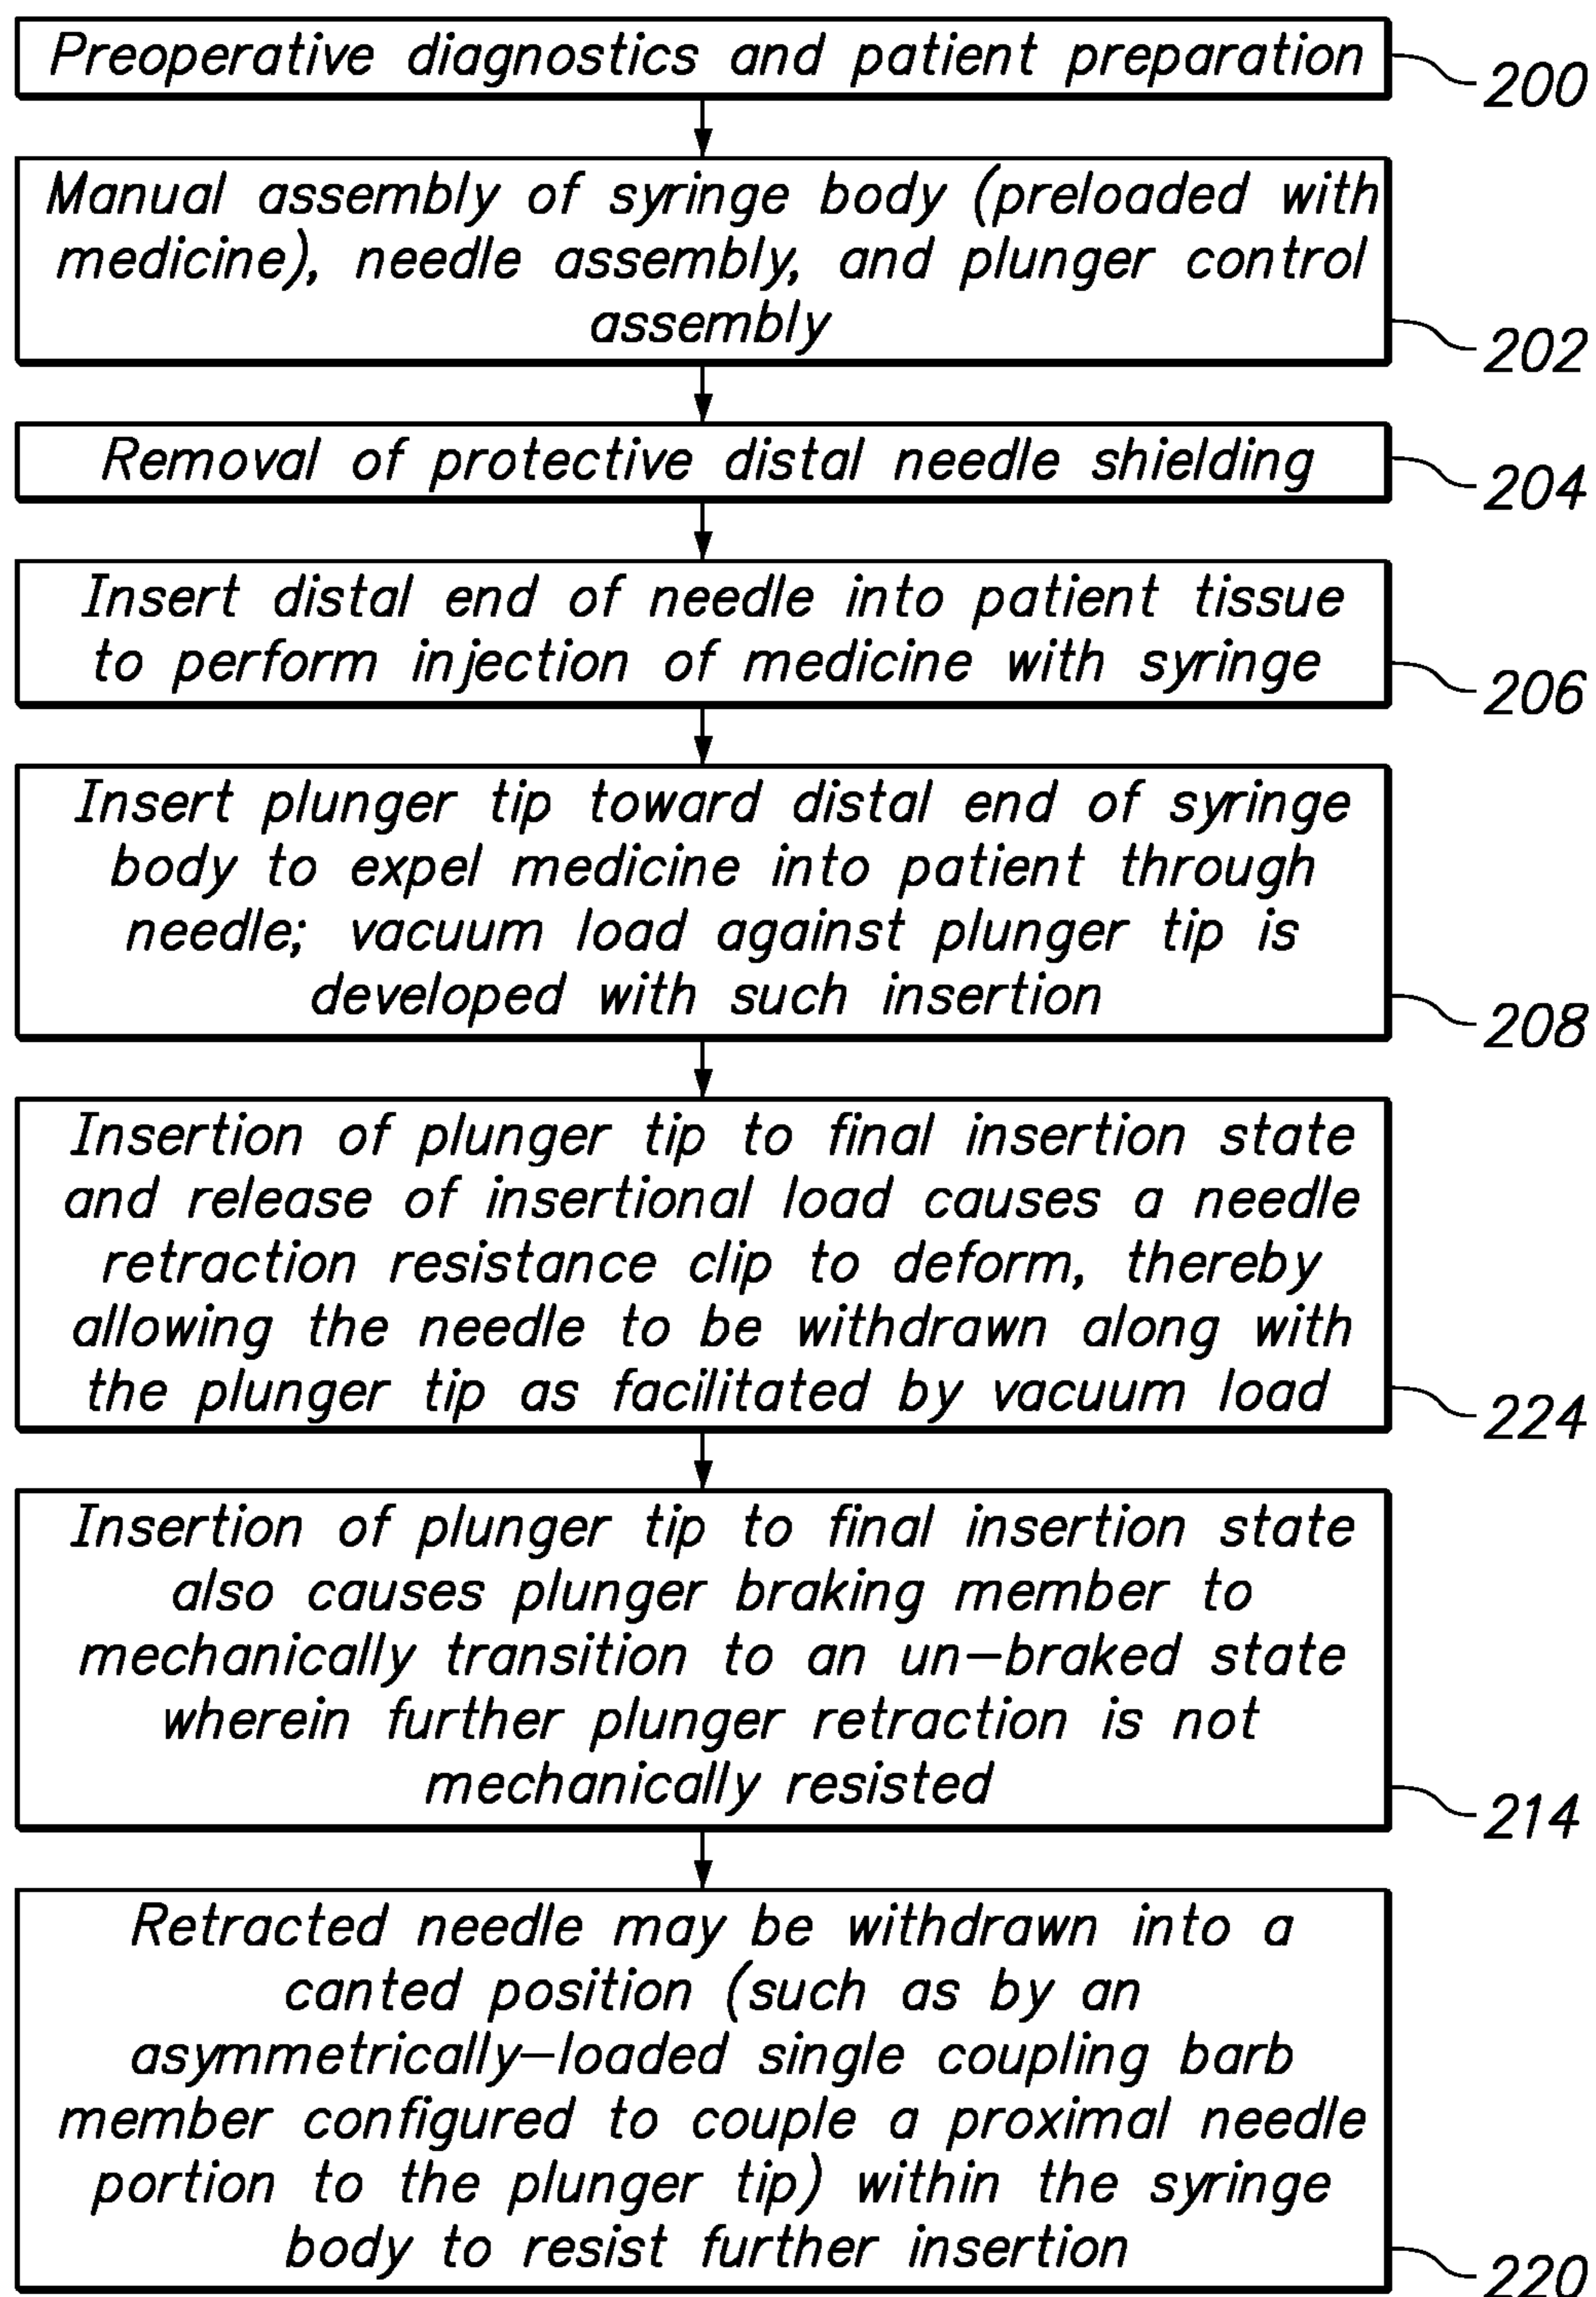 Preoperative diagnostics and patient preparation
200
Manual assembly of syringe body (preloaded with
medicine), needle assembly, and plunger control
assembly
202
Removal of protective distal needle shielding
204
Insert distal end of needle into patient tissue
to perform injection of medicine with syringe
206
Insert plunger tip toward distal end of syringe
body to expel medicine into patient through
needle; vacuum load against plunger tip is
developed with such insertion
208
Insertion of plunger tip to final insertion state
and release of insertional load causes a needle
retraction resistance clip to deform, thereby
allowing the needle to be withdrawn along with
the plunger tip as facilitated by vacuum load
224
Insertion of plunger tip to final insertion state
also causes plunger braking member to
mechanically transition to an un-braked state
wherein further plunger retraction is not
mechanically resisted
214
Retracted needle may be withdrawn into a
canted position (such as by an
asymmetrically-loaded single coupling barb
member configured to couple a proximal needle
portion to the plunger tip) within the syringe
body to resist further insertion
220